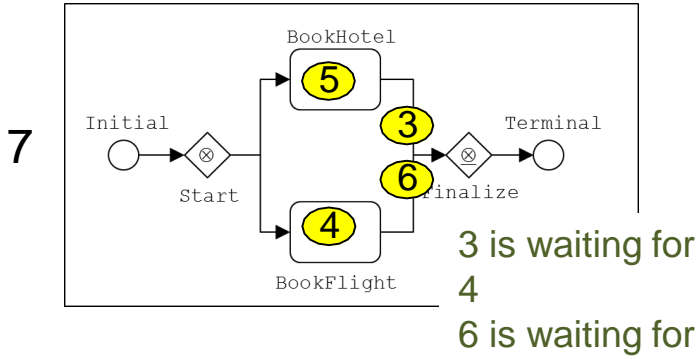 BookHotel
5
7
Initial
3
Terminal
⊗
⊗
Start
6
Finalize
4
BookFlight
3 is waiting for
4
6 is waiting for